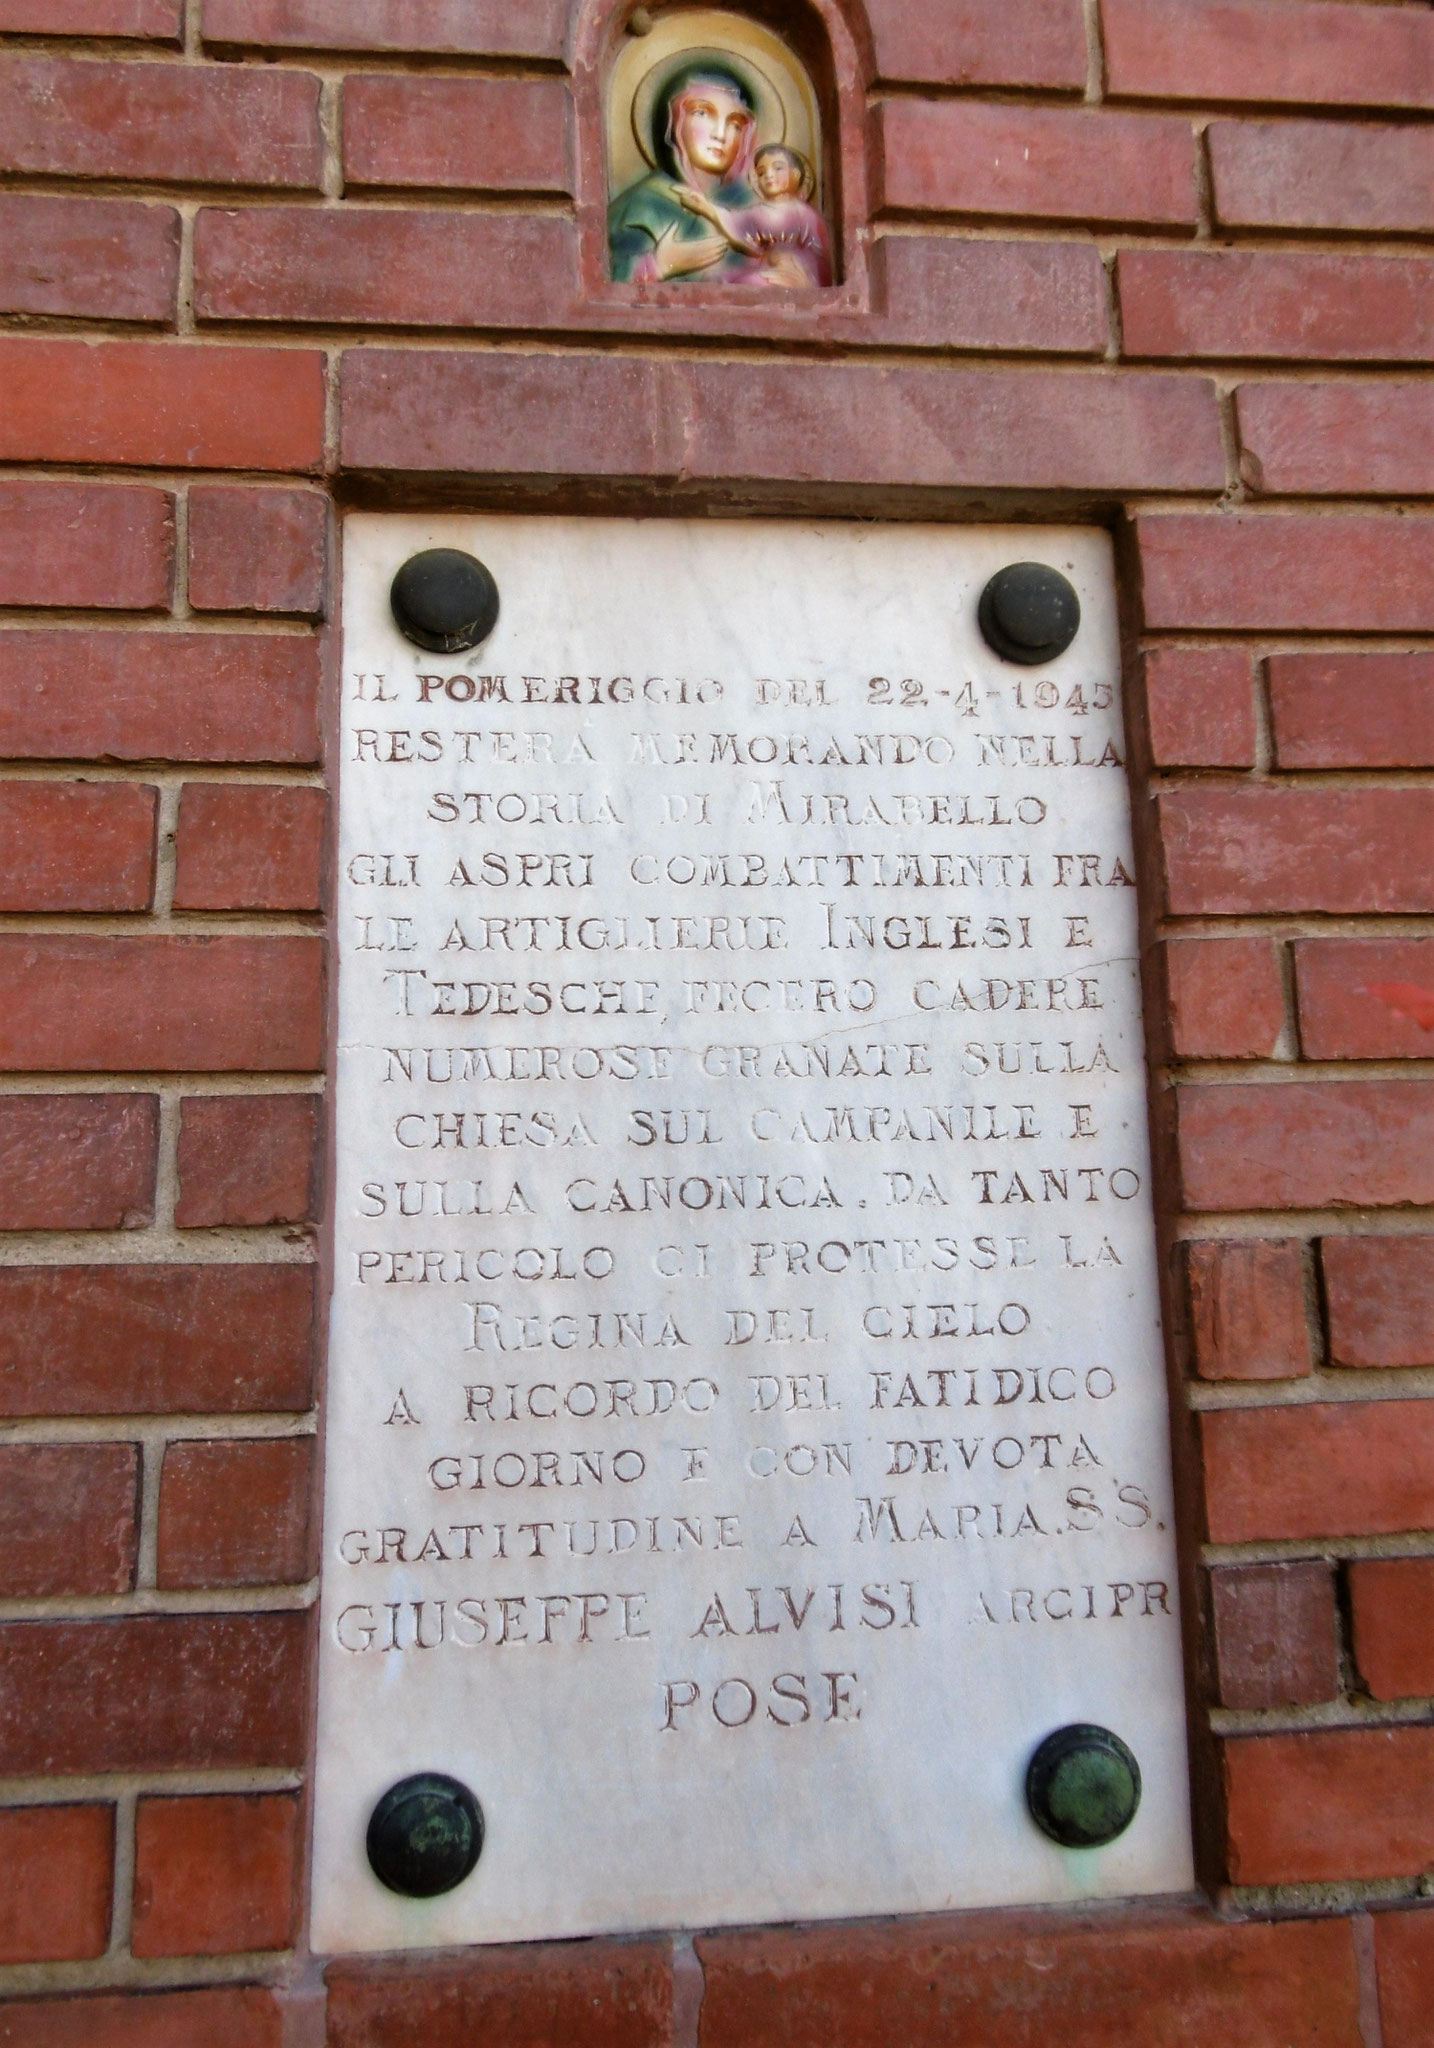 IL POMERIGGIO DEL 22-4-1945
RESTERÀ MEMORANDO NELLA
STORIA DI MIRABELLO
GLI ASPRI COMBATTIMENTI FRA
LE ARTIGLIERIE INGLESI E
TEDESCHE, FECERO CADERE
NUMEROSE GRANATE SULLA
CHIESA SUL CAMPANILE E
SULLA CANONICA. DA TANTO
PERICOLO CI PROTESSE LA
REGINA DEL CIELO
A RICORDO DEL FATIDICO
GIORNO E CON DEVOTA
GRATITUDINE A MARIA.SS.
GIUSEPPE ALVISI ARCIPR
POSE